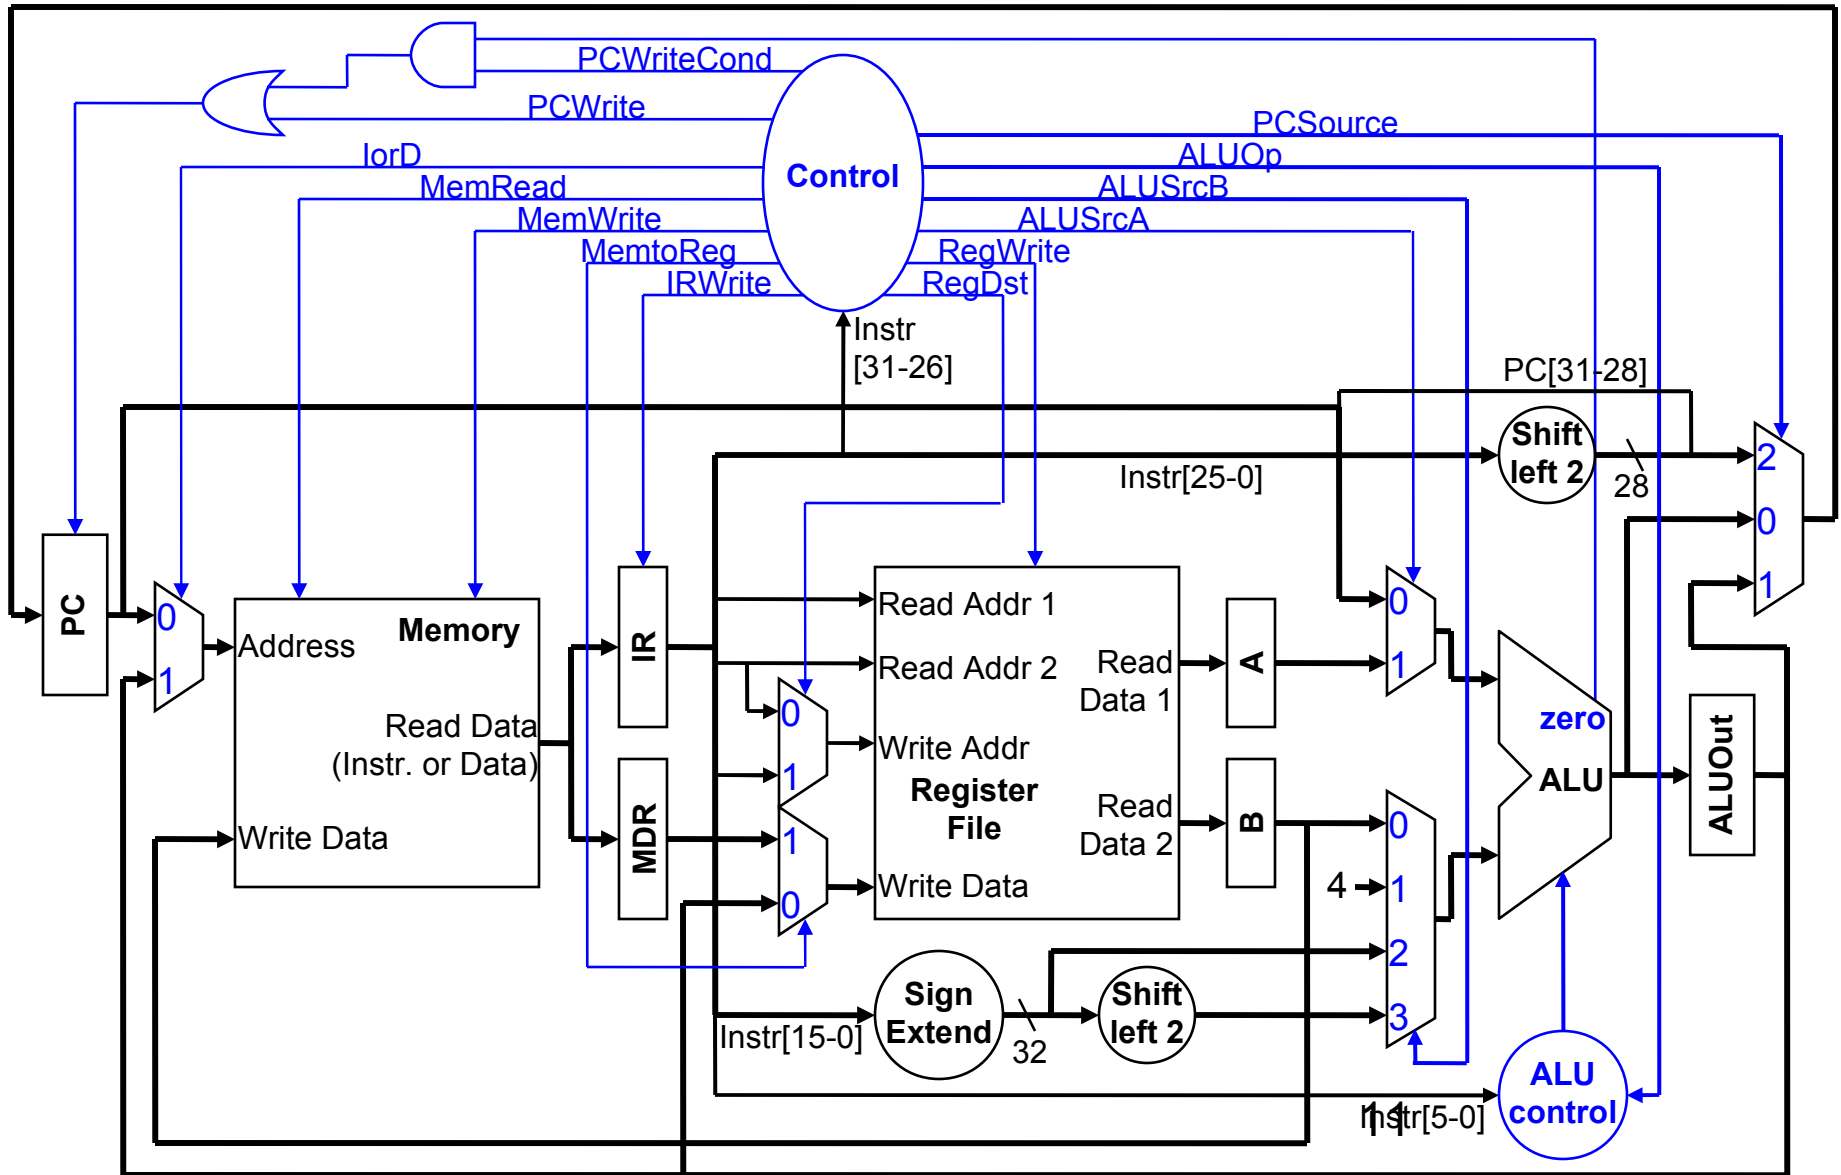 PCWriteCond
PCWrite
PCSource
IorD
ALUOp
Control
MemRead
ALUSrcB
MemWrite
ALUSrcA
MemtoReg
RegWrite
IRWrite
RegDst
Instr
[31-26]
PC[31-28]
Shift
left 2
2
Instr[25-0]
28
0
1
PC
0
1
Address
Memory
Read Data
(Instr. or Data)
Write Data
IR
MDR
0
1
1
0
Read Addr 1
Read Addr 2
Write Addr
Register
File
Write Data
Read
Data 1
Read
Data 2
A
B
0
1
4
0
1
2
3
zero
ALU
ALUOut
Sign
Extend
Instr[15-0]
32
Shift
left 2
ALU
control
Instr[5-0]
11